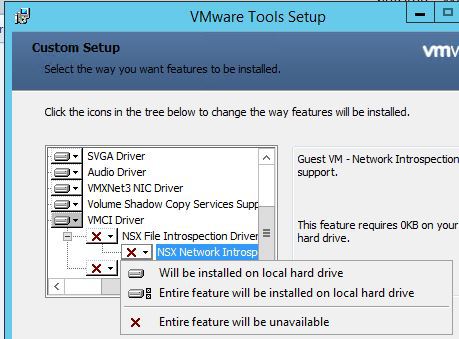 VMware Tools Setup
Custom Setup
Select the way you want features to be installed.
vmw
Click the icons in the tree below to change the way features will be installed.
SVGA Driver
Audio Driver
VMXNet3 NIC Driver
Volume Shadow Copy Services Supp
VMCI Driver
NSX File Introspection Driver
NSX Network Introsp
Guest VM - Network Introspection
support.
This feature requires 0KB on your
hard drive.
Will be installed on local hard drive
Entire feature will be installed on local hard drive
Entire feature will be unavailable